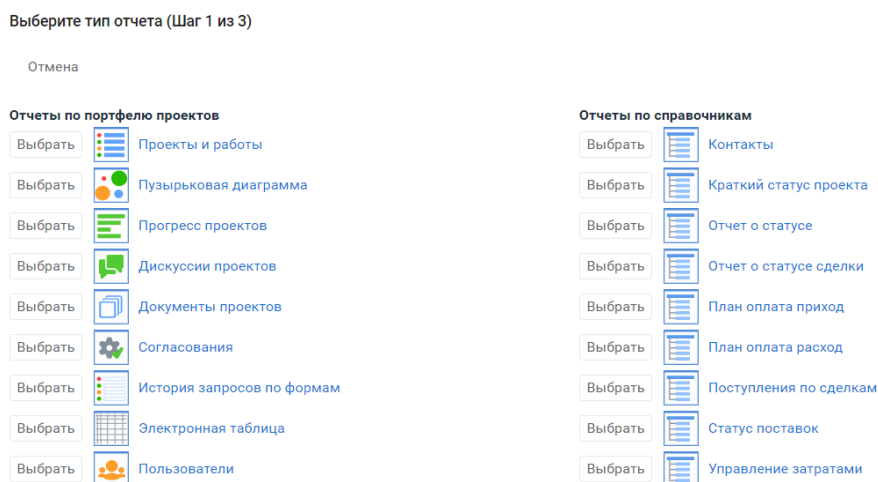 Выберите тип отчета (Шаг 1 из 3)
Отмена
Отчеты по портфелю проектов
Выбрать Проекты и работы
Выбрать Пузырьковая диаграмма
Выбрать Прогресс проектов
Выбрать Дискуссии проектов
Выбрать Документы проектов
Выбрать Согласования
Выбрать История запросов по формам
Выбрать Электронная таблица
Выбрать Пользователи
Отчеты по справочникам
Выбрать Контакты
Выбрать Краткий статус проекта
Выбрать Отчет о статусе
Выбрать Отчет о статусе сделки
Выбрать План оплата приход
Выбрать План оплата расход
Выбрать Поступления по сделкам
Выбрать Статус поставок
Выбрать Управление затратами